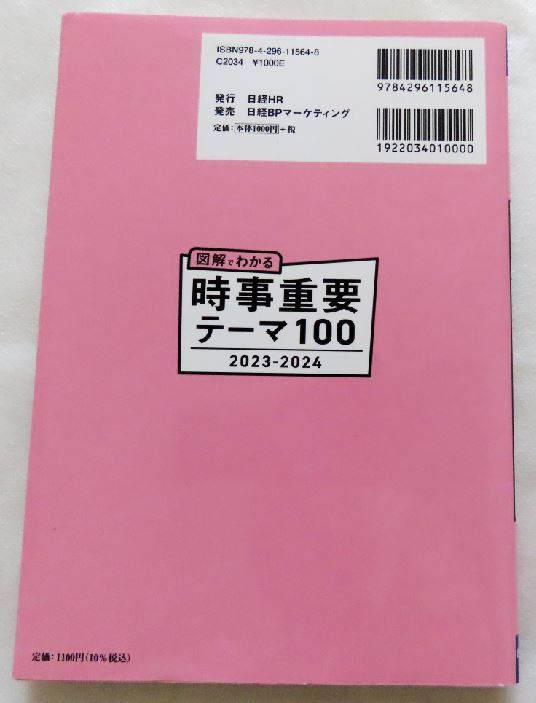 ISBN978-4-296-11564-8
C2034 ¥1000E
9784296115648
発行 日経HR
発売 日経BPマーケティング
定価:本体1000円+税
1922034010000
図解でわかる
時事重要
テーマ100
2023-2024
定価:1100円(10%税込)